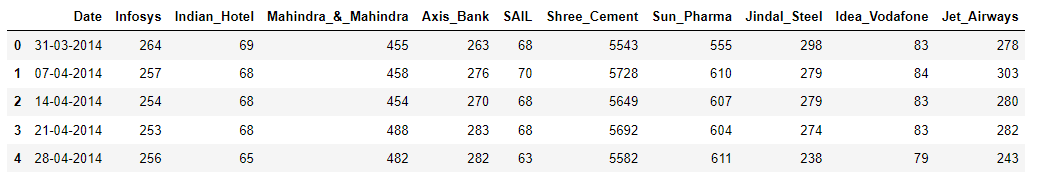 Date Infosys Indian_Hotel Mahindra_&_Mahindra Axis_Bank SAIL Shree_Cement Sun_Pharma Jindal_Steel Idea_Vodafone Jet_Airways
0 31-03-2014 264 69 455 263 68 5543 555 298 83 278
1 07-04-2014 257 68 458 276 70 5728 610 279 84 303
2 14-04-2014 254 68 454 270 68 5649 607 279 83 280
3 21-04-2014 253 68 488 283 68 5692 604 274 83 282
4 28-04-2014 256 65 482 282 63 5582 611 238 79 243